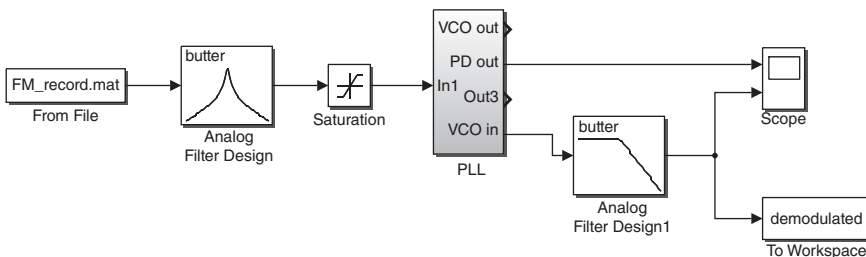 FM_record.mat
From File
butter
Analog
Filter Design
Saturation
VCO out
PD out
In1
Out3
VCO in
PLL
butter
Analog
Filter Design1
Scope
demodulated
To Workspace